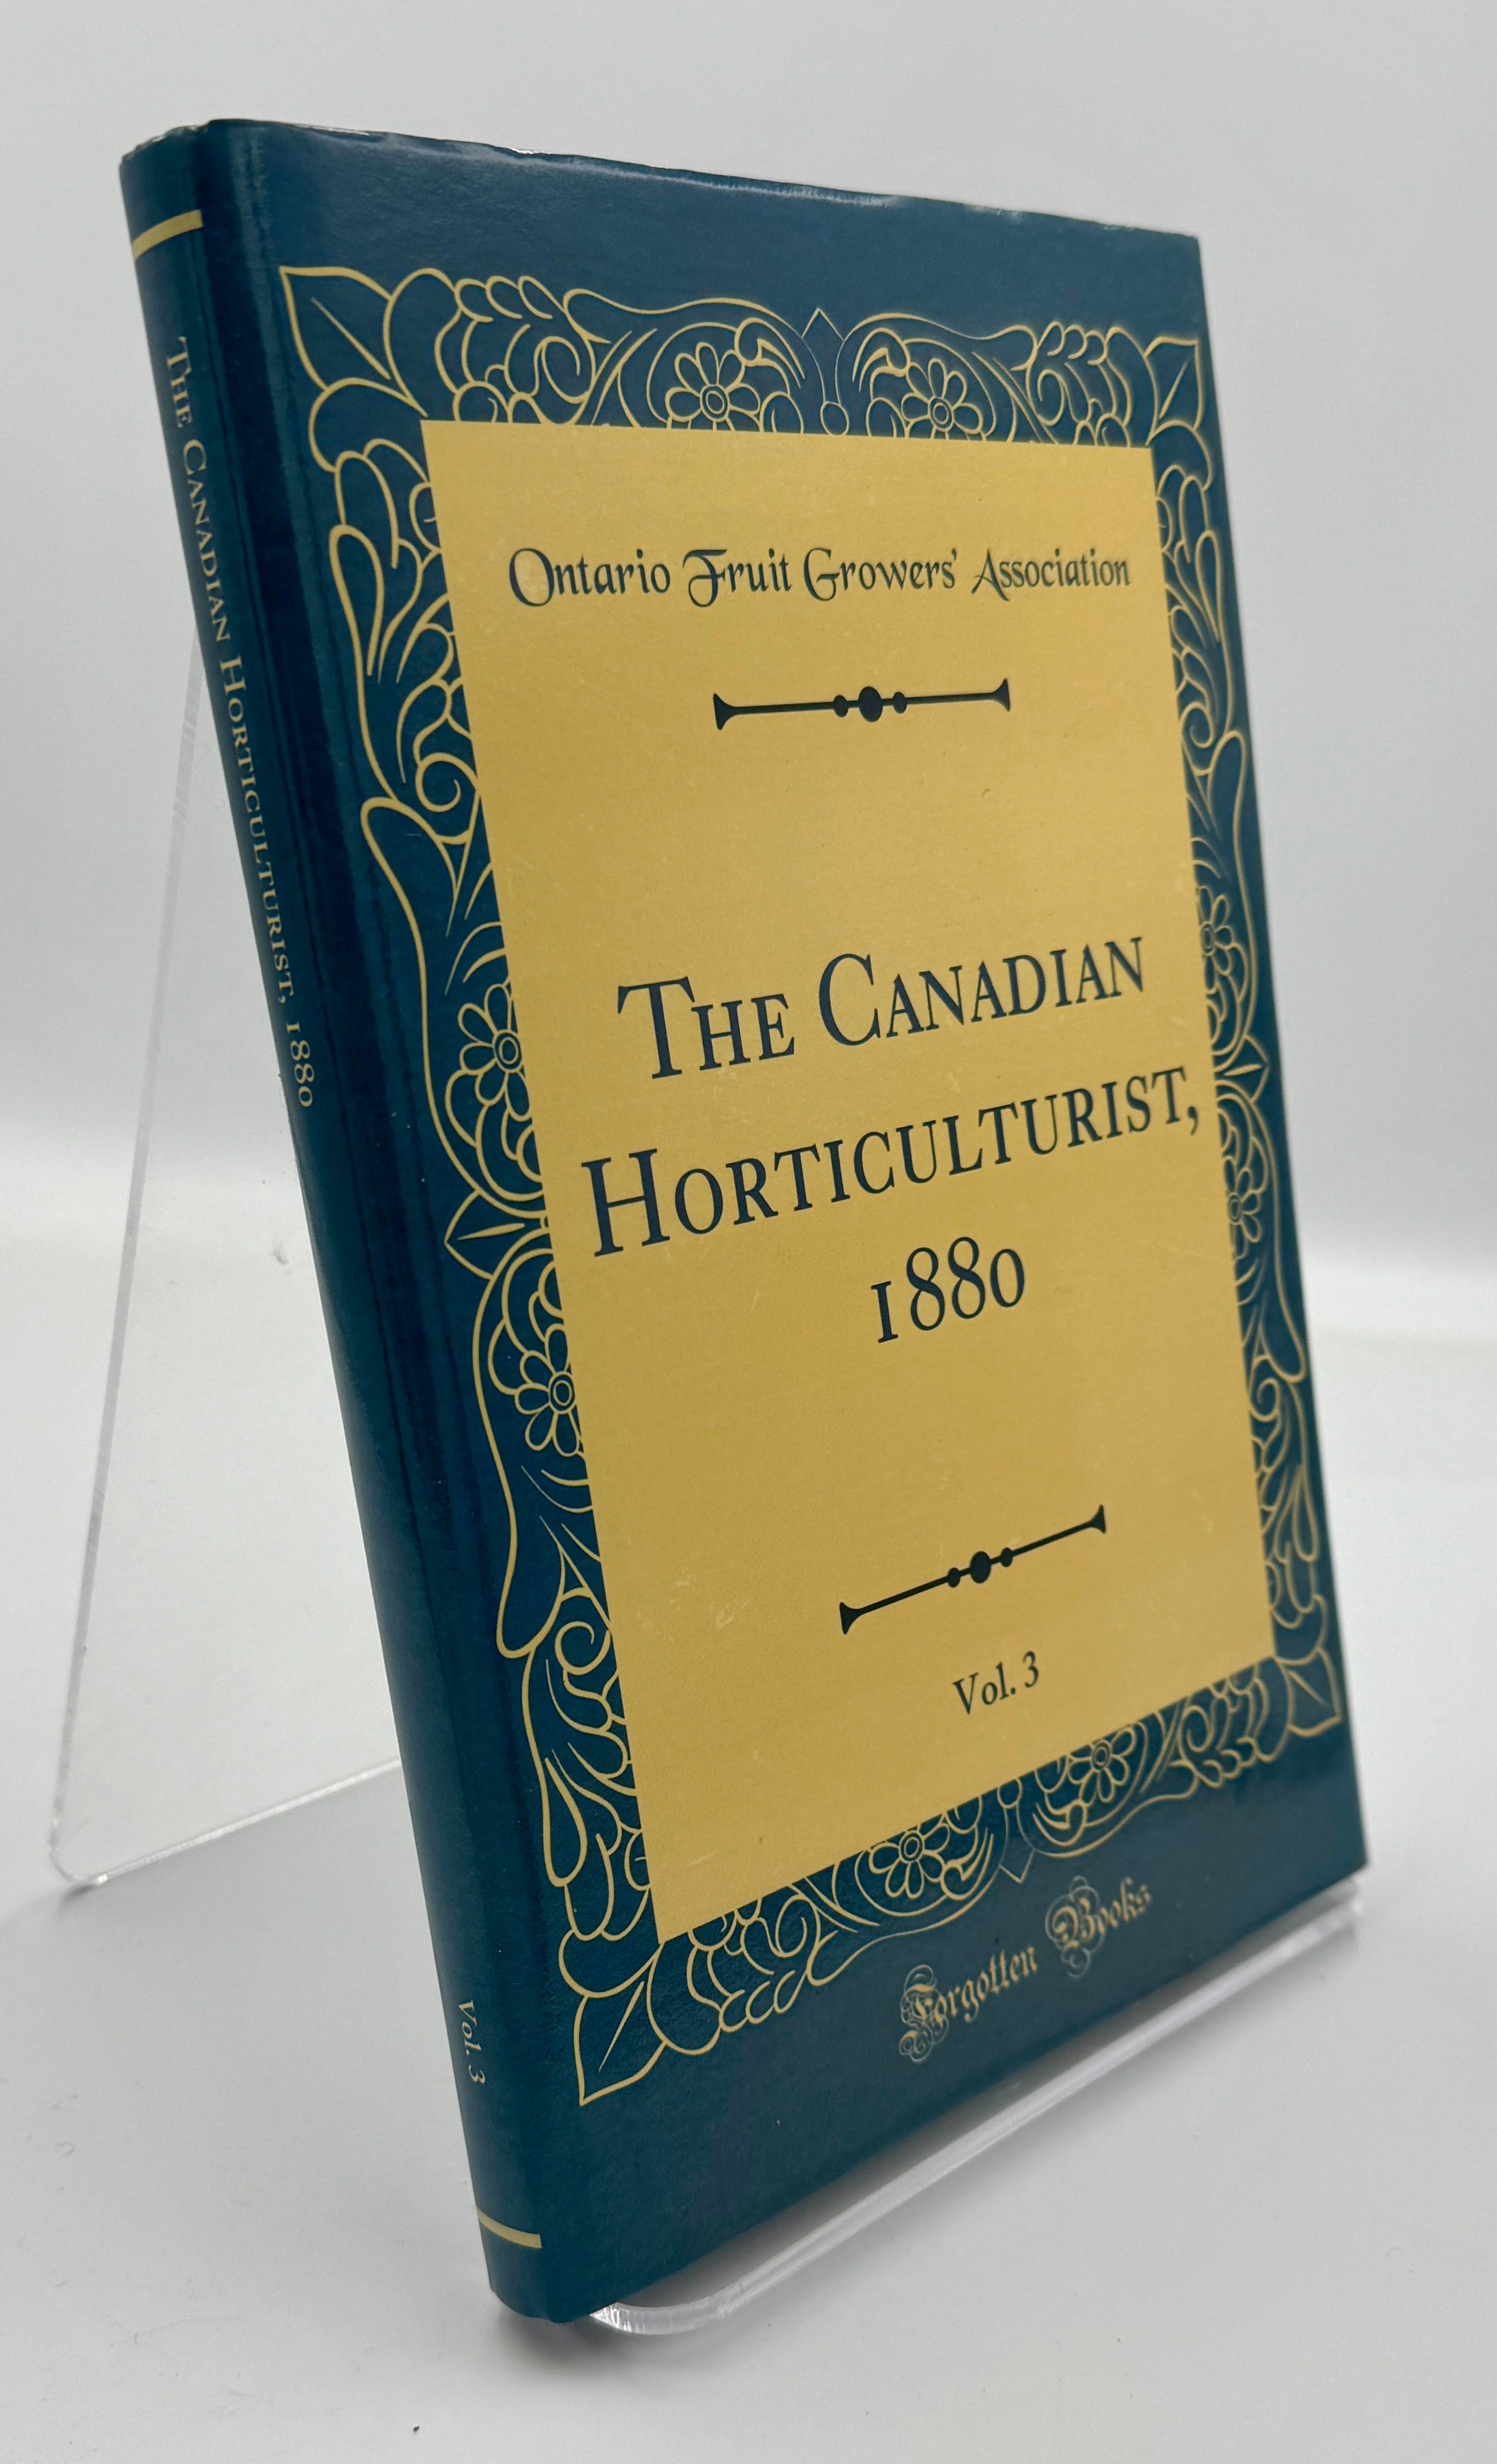 Ontario Fruit Growers' Association
The Canadian
Horticulturist,
1880
Vol. 3
Forgotten Books
The Canadian Horticulturist, 1880
Vol. 3